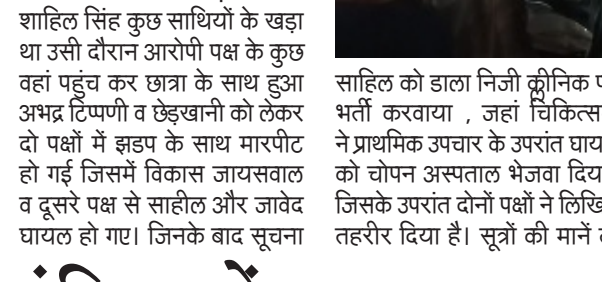 शाहिल सिंह कुछ साथियों के खड़ा
था उसी दौरान आरोपी पक्ष के कुछ
वहां पहुंच कर छात्रा के साथ हुआ
अभद्र टिप्पणी व छेड़खानी को लेकर
दो पक्षों में झडप के साथ मारपीट
हो गई जिसमें विकास जायसवाल
व दूसरे पक्ष से साहील और जावेद
घायल हो गए। जिनके बाद सूचना
साहिल को डाला निजी क्लीनिक
भर्ती करवाया , जहां चिकित्स
ने प्राथमिक उपचार के उपरांत घाय
को चोपन अस्पताल भेजवा दिय
जिसके उपरांत दोनों पक्षों ने लिखि
तहरीर दिया है। सूत्रों की मानें